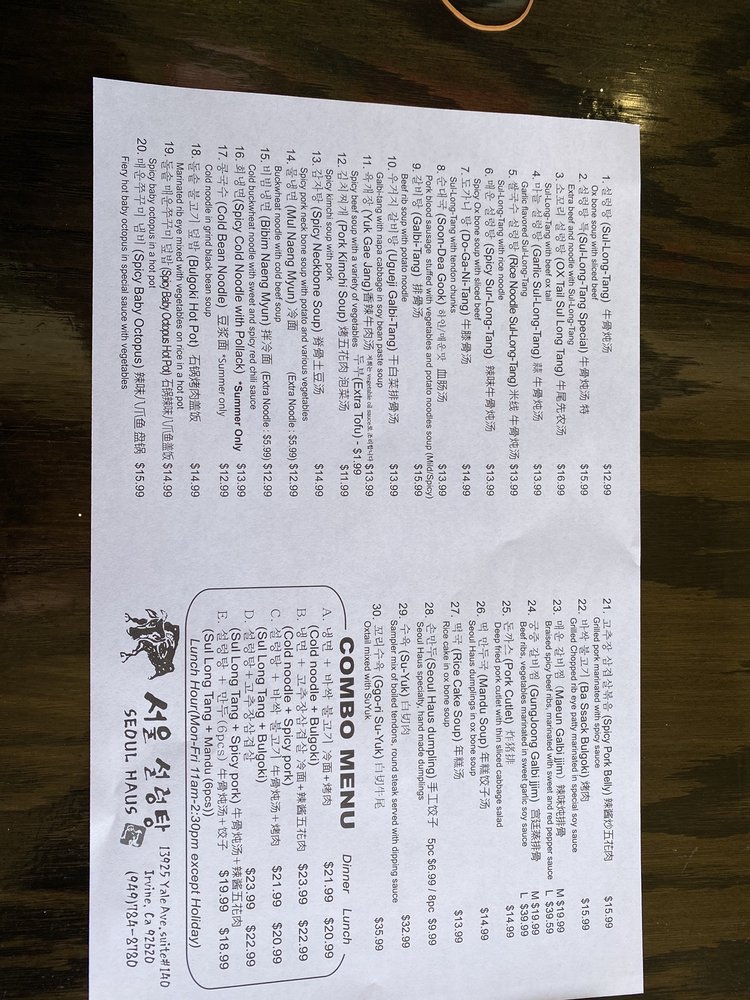 1. 설렁탕 (Sul-Long-Tang) 牛骨炖汤 $12.99
Ox bone soup with sliced beef
2. 설렁탕 특(Sul-Long-Tang Special) 牛骨炖汤 特 $15.99
Extra beef and noodle with Sul-Long-Tang
3. 소꼬리 설렁탕 (OX Tail Sul Long Tang) 牛尾先农汤 $16.99
Sul-Long-Tang with beef ox tail
4. 마늘 설렁탕 (Garlic Sul-Long-Tang) 蒜 牛骨炖汤 $13.99
Garlic flavored Sul-Long-Tang
5. 쌀국수 설렁탕 (Rice Noodle Sul-Long-Tang) 米线 牛骨炖汤 $13.99
Sul-Long-Tang with rice noodle
6. 매운 설렁탕 (Spicy Sur-Long-Tang) 辣味牛骨炖汤 $13.99
Spicy Ox bone soup with sliced beef
7. 도가니 탕 (Do-Ga-Ni-Tang) 牛膝骨汤 $14.99
Sul-Long-Tang with tendon chunks
8. 순대국 (Soon-Dea Gook) 하얀/매운맛 血肠汤 $13.99
Pork blood sausage stuffed with vegetables and potato noodles soup (Mild/Spicy)
9. 갈비탕 (Galbi-Tang) 排骨汤 $15.99
Beef rib soup with potato noodle
10. 우거지 갈비탕 (Ugueji Galbi-Tang) 干白菜排骨汤 $13.99
Galbi-tang with napa cabbage in soy bean paste soup
11. 육개장 (Yuk Gae Jang)香辣牛肉汤 저희는 vegetable oil sauce로 조리합니다 $13.99
Spicy beef soup with a variety of vegetables 두부(Extra Tofu) - $1.99
12. 김치찌개 (Pork Kimchi Soup) 烤五花肉 泡菜汤 $11.99
Spicy kimchi soup with pork
13. 감자탕 (Spicy Neckbone Soup) 脊骨土豆汤 $14.99
Spicy pork neck bone soup with potato and various vegetables
14. 물냉면 (Mul Naeng Myun) 冷面 (Extra Noodle : $5.99) $12.99
Buckwheat noodle with cold beef soup
15. 비빔냉면 (Bibim Naeng Myun) 拌冷面 (Extra Noodle : $5.99) $12.99
Cold buckwheat noodle with sweet and spicy red chili sauce
16. 회냉면(Spicy Cold Noodle with Pollack) *Summer Only $13.99
17. 콩국수 (Cold Bean Noodle) 豆浆面 *Summer only $12.99
Cold noodle in grind black bean soup
18. 돌솥 불고기 덮밥 (Bulgoki Hot Pot) 石锅烤肉盖饭 $14.99
Marinated rib eye mixed with vegetables on rice in a hot pot
19. 돌솥 매운쭈꾸미 덮밥 (Spicy Baby Octopus Hot Pot) 石锅辣味八爪鱼盖饭 $14.99
Spicy baby octopus in a hot pot
20. 매운쭈꾸미 냄비 (Spicy Baby Octopus) 辣味八爪鱼 盘锅 $15.99
Fiery hot baby octopus in special sauce with vegetables
21. 고추장 삼겹살볶음 (Spicy Pork Belly) 辣酱炒五花肉 $15.99
Grilled pork marinated with spicy sauce
22. 바싹 불고기 (Ba Ssack Bulgoki) 烤肉 $15.99
Grilled Chopped rib eye patty marinated in special soy sauce
23. 매운 갈비찜 (Maeun Galbi jjim) 辣味炖排骨 M $19.99
Braised spicy beef ribs, marinated with sweet and red pepper sauce L $39.59
24. 궁중 갈비찜 (GungJoong Galbi jjim) 宫廷蒸排骨 M $19.99
Beef ribs, vegetables marinated in sweet garlic soy sauce L $39.99
25. 돈까스 (Pork Cutlet) 炸猪排 $14.99
Deep fried pork cutlet with thin sliced cabbage salad
26. 떡 만두국 (Mandu Soup) 年糕饺子汤 $14.99
Seoul Haus dumplings in ox bone soup
27. 떡국 (Rice Cake Soup) 年糕汤 $13.99
Rice cake in ox bone soup
28. 손만두(Seoul Haus dumpling) 手工饺子 5pc $6.99 / 8pc $9.99
Seoul Haus specialty, hand made dumplings
29. 수육 (Su-Yuk) 白切肉 $32.99
Sampler mix of boiled tendons, round steak served with dipping sauce
30. 꼬리수육 (Ggo-ri Su-Yuk) 白切牛尾 $35.99
Oxtail mixed with SuYuk
COMBO MENU Dinner Lunch
A. 냉면 + 바싹 불고기 冷面+烤肉 $21.99 $20.99
(Cold noodle + Bulgoki)
B. 냉면 + 고추장삼겹살 冷面+辣酱五花肉 $23.99 $22.99
(Cold noodle + Spicy pork)
C. 설렁탕 + 바싹 불고기 牛骨炖汤+烤肉 $21.99 $20.99
(Sul Long Tang + Bulgoki)
D. 설렁탕+고추장삼겹살 $23.99 $22.99
(Sul Long Tang + Spicy pork) 牛骨炖汤+辣酱五花肉
E. 설렁탕 + 만두(6pcs) 牛骨炖汤+饺子 $19.99 $18.99
(Sul Long Tang + Mandu (6pcs))
Lunch Hour(Mon-Fri 11am-2:30pm except Holiday)
서울 설렁탕
SEOUL HAUS
13925 Yale Ave, suite#140
Irvine, Ca 92620
(949)784-8780